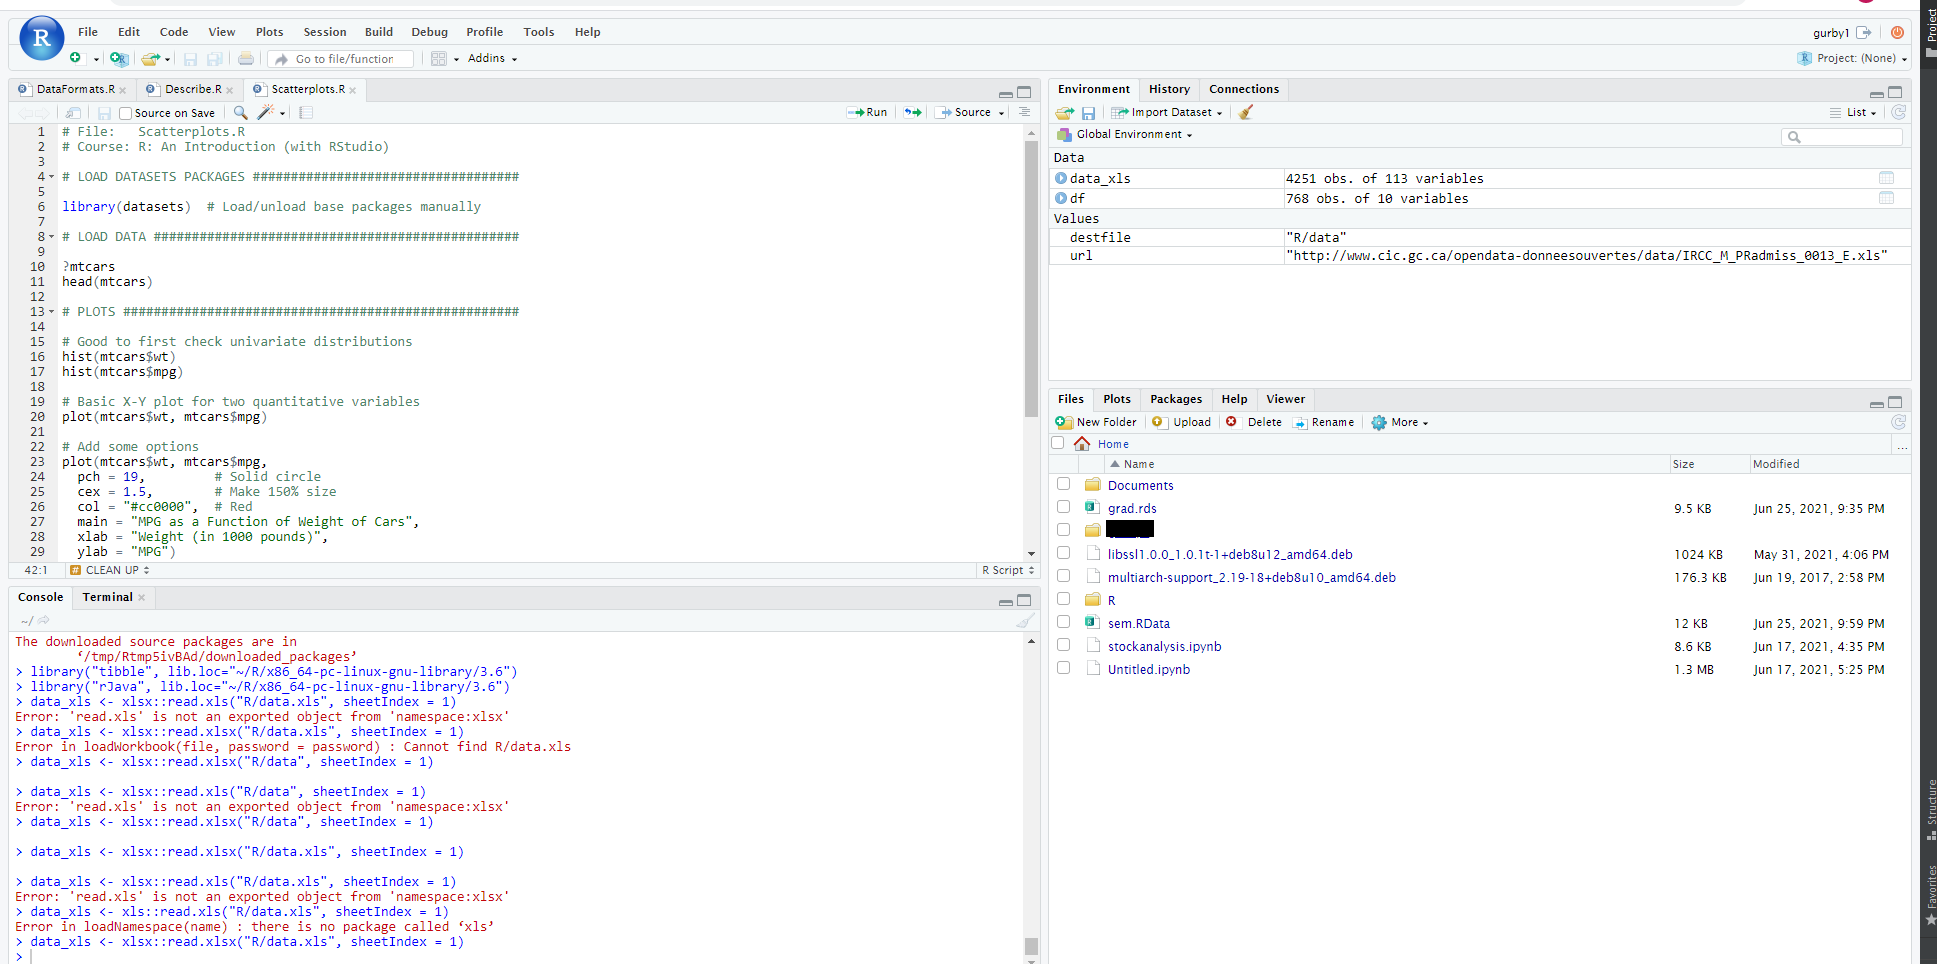 R
File Edit Code View Plots Session Build Debug Profile Tools Help
gurby1
Go to file/function
Addins
Project: (None)
DataFormats.R
Describe.R
Scatterplots.R
Source on Save
Run
Source
1 # File:   Scatterplots.R
2 # Course: R: An Introduction (with RStudio)
3
4 # LOAD DATASETS PACKAGES ###################################
5
6 library(datasets)  # Load/unload base packages manually
7
8 # LOAD DATA ################################################
9
10 ?mtcars
11 head(mtcars)
12
13 # PLOTS ####################################################
14
15 # Good to first check univariate distributions
16 hist(mtcars$wt)
17 hist(mtcars$mpg)
18
19 # Basic X-Y plot for two quantitative variables
20 plot(mtcars$wt, mtcars$mpg)
21
22 # Add some options
23 plot(mtcars$wt, mtcars$mpg,
24   pch = 19,         # Solid circle
25   cex = 1.5,        # Make 150% size
26   col = "#cc0000",  # Red
27   main = "MPG as a Function of Weight of Cars",
28   xlab = "Weight (in 1000 pounds)",
29   ylab = "MPG")
42:1
# CLEAN UP
R Script
Console
Terminal
~/
The downloaded source packages are in
‘/tmp/Rtmp5ivBAd/downloaded_packages’
> library("tibble", lib.loc="~/R/x86_64-pc-linux-gnu-library/3.6")
> library("rJava", lib.loc="~/R/x86_64-pc-linux-gnu-library/3.6")
> data_xls <- xlsx::read.xls("R/data.xls", sheetIndex = 1)
Error: 'read.xls' is not an exported object from 'namespace:xlsx'
> data_xls <- xlsx::read.xlsx("R/data.xls", sheetIndex = 1)
Error in loadWorkbook(file, password = password) : Cannot find R/data.xls
> data_xls <- xlsx::read.xlsx("R/data", sheetIndex = 1)
> data_xls <- xlsx::read.xls("R/data", sheetIndex = 1)
Error: 'read.xls' is not an exported object from 'namespace:xlsx'
> data_xls <- xlsx::read.xlsx("R/data", sheetIndex = 1)
> data_xls <- xlsx::read.xlsx("R/data.xls", sheetIndex = 1)
> data_xls <- xlsx::read.xls("R/data.xls", sheetIndex = 1)
Error: 'read.xls' is not an exported object from 'namespace:xlsx'
> data_xls <- xls::read.xls("R/data.xls", sheetIndex = 1)
Error in loadNamespace(name) : there is no package called ‘xls’
> data_xls <- xlsx::read.xlsx("R/data.xls", sheetIndex = 1)
>
Environment
History
Connections
Import Dataset
List
Global Environment
Data
data_xls 4251 obs. of 113 variables
df 768 obs. of 10 variables
Values
destfile "R/data"
url "http://www.cic.gc.ca/opendata-donneesouvertes/data/IRCC_M_PRadmiss_0013_E.xls"
Files
Plots
Packages
Help
Viewer
New Folder
Upload
Delete
Rename
More
Home
...
Name Size Modified
Documents
grad.rds 9.5 KB Jun 25, 2021, 9:35 PM
libssl1.0.0_1.0.1t-1+deb8u12_amd64.deb 1024 KB May 31, 2021, 4:06 PM
multiarch-support_2.19-18+deb8u10_amd64.deb 176.3 KB Jun 19, 2017, 2:58 PM
R
sem.RData 12 KB Jun 25, 2021, 9:59 PM
stockanalysis.ipynb 8.6 KB Jun 17, 2021, 4:35 PM
Untitled.ipynb 1.3 MB Jun 17, 2021, 5:25 PM
Project
Structure
Favorites